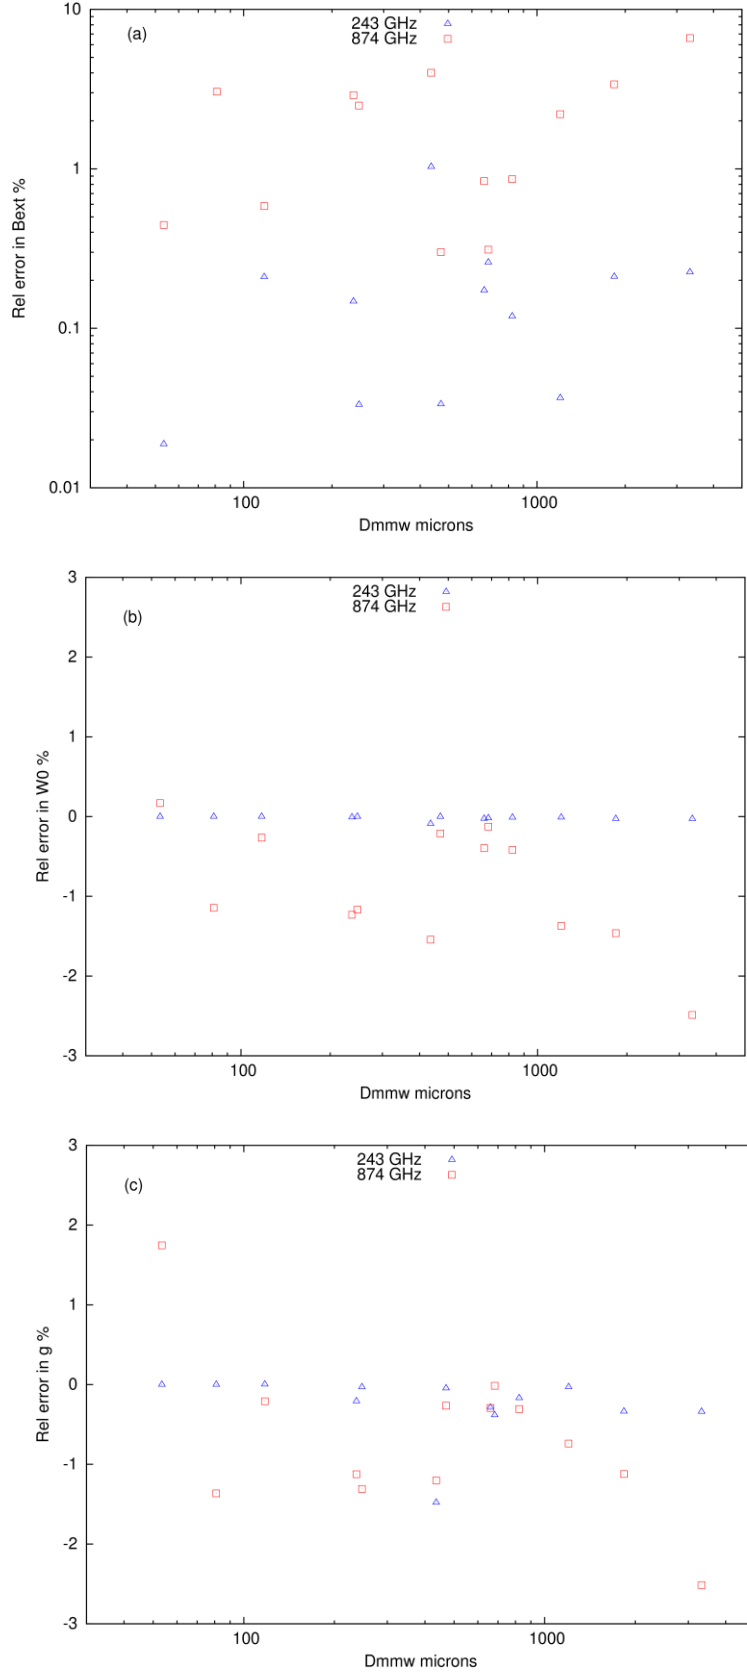 10
(a)
243 GHz
874 GHz
1
Rel error in Bext %
0.1
0.01
100
1000
Dmmw microns
3
(b)
243 GHz
874 GHz
2
1
Rel error in W0 %
0
-1
-2
-3
100
1000
Dmmw microns
3
(c)
243 GHz
874 GHz
2
1
Rel error in g %
0
-1
-2
-3
100
1000
Dmmw microns